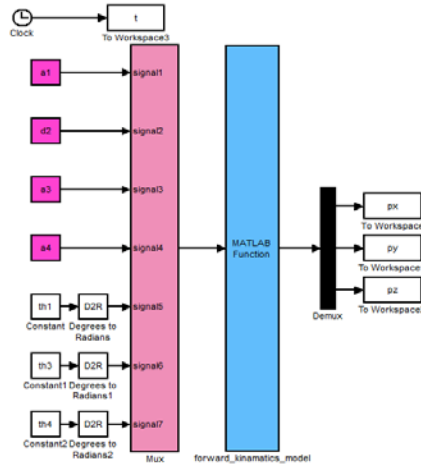 Clock
t
To Workspace3
a1
signal1
d2
signal2
a3
signal3
a4
signal4
MATLAB
Function
px
To Workspace
py
To Workspace
pz
To Workspace
Demux
th1
D2R
signal5
Constant
Degrees to
Radians
th3
D2R
signal6
Constant1
Degrees to
Radians1
th4
D2R
signal7
Constant2
Degrees to
Radians2
Mux
forward_kinamatics_model